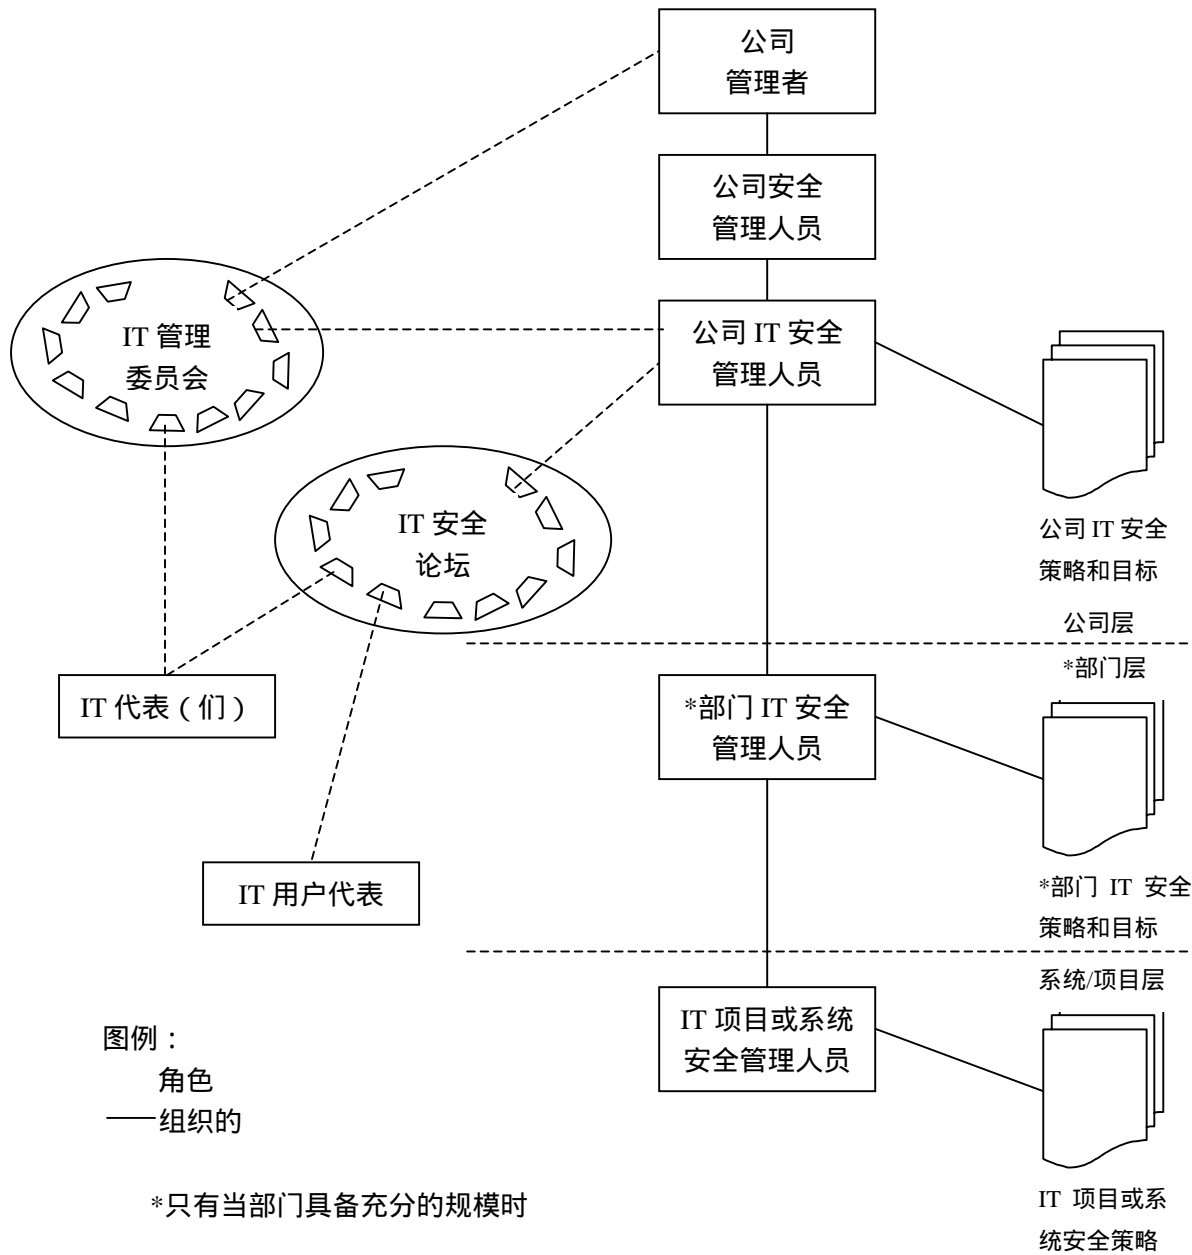 公司
管理者
公司安全
管理人员
IT 管理
委员会
公司 IT 安全
管理人员
IT 安全
论坛
公司 IT 安全
策略和目标
公司层
*部门层
IT 代表（们）
*部门 IT 安全
管理人员
IT 用户代表
*部门 IT 安全
策略和目标
系统/项目层
IT 项目或系统
安全管理人员
图例：
角色
组织的
*只有当部门具备充分的规模时
IT 项目或系
统安全策略